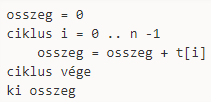 osszeg = 0
ciklus i = 0 .. n -1
    osszeg = osszeg + t[i]
ciklus vége
ki osszeg